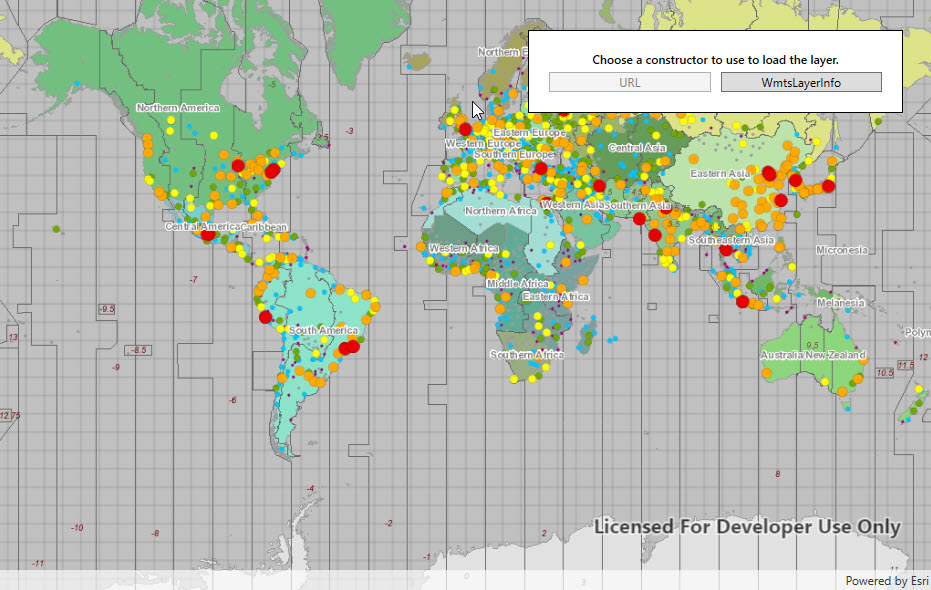 Northern E
Choose a constructor to use to load the layer.
URL
WmtsLayerInfo
-5
Northern America
2.5
-3
Eastern Europe
Western Europe
Southern Europe
Central Asia
Eastern Asia
Northern Africa
Western Asia
Southern Asia
Central America
Caribbean
Western Africa
Southeastern Asia
Micronesia
-7
Middle Africa
Eastern Africa
Melanesia
-9.5
13
South America
Polyn
-8.5
9.5
Southern Africa
Australia/New Zealand
12
-9
11.5
10.5
-6
12.75
8
-4
-10
-8
-2
2
Licensed For Developer Use Only
-1
-11
11
0
3
Powered by Esri